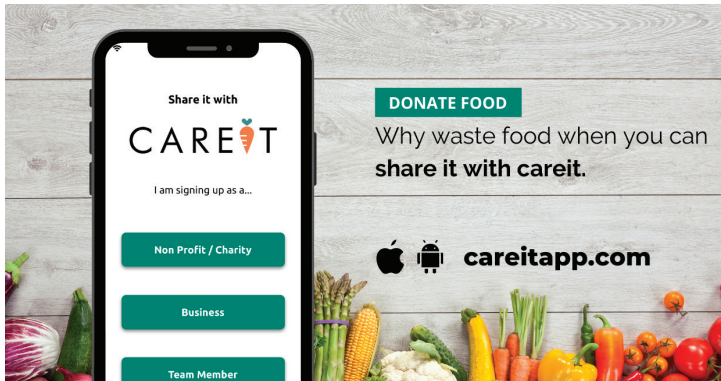 Share it with
CAREIT
I am signing up as a...
Non Profit / Charity
Business
Team Member
DONATE FOOD
Why waste food when you can
share it with careit.
careitapp.com